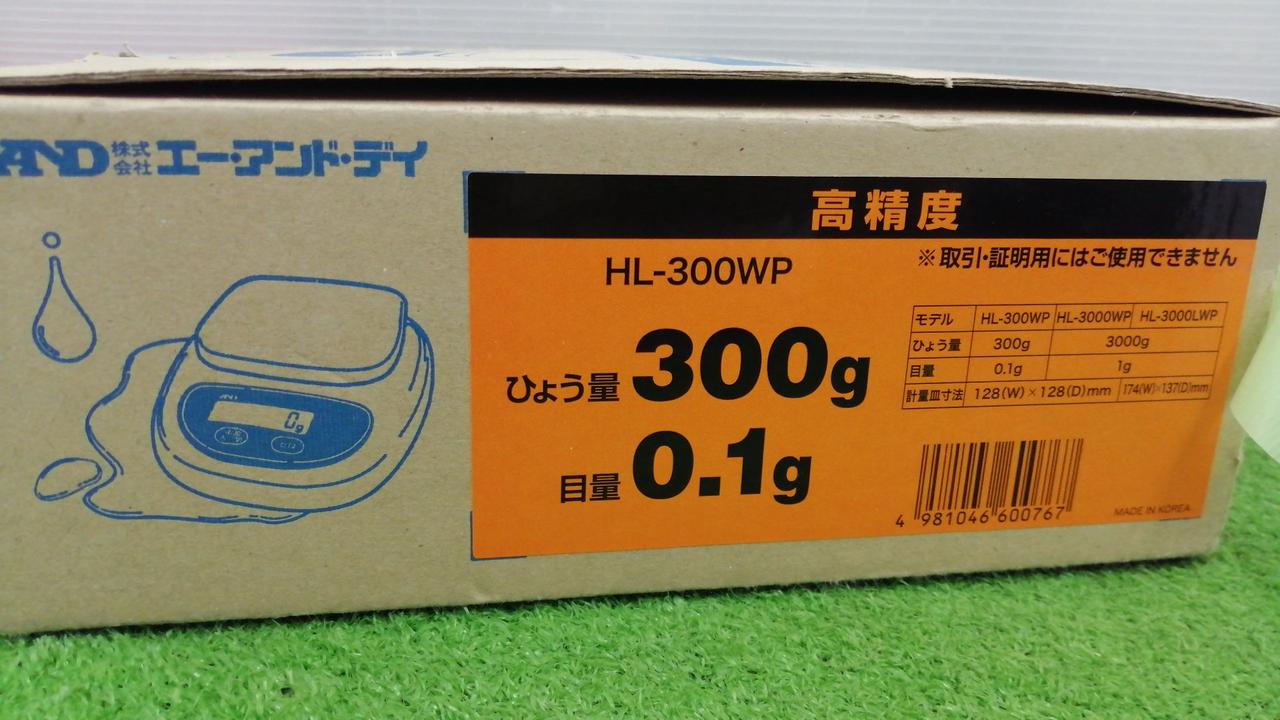 AND 株式会社 エー・アンド・デイ
高精度
HL-300WP
※取引・証明用にはご使用できません
ひょう量 300g
目量 0.1g
モデル HL-300WP HL-3000WP HL-3000LWP
ひょう量 300g 3000g
目量 0.1g 1g
計量皿寸法 128(W)×128(D)mm 174(W)×137(D)mm
4 981046 600767
MADE IN KOREA
AND
0g